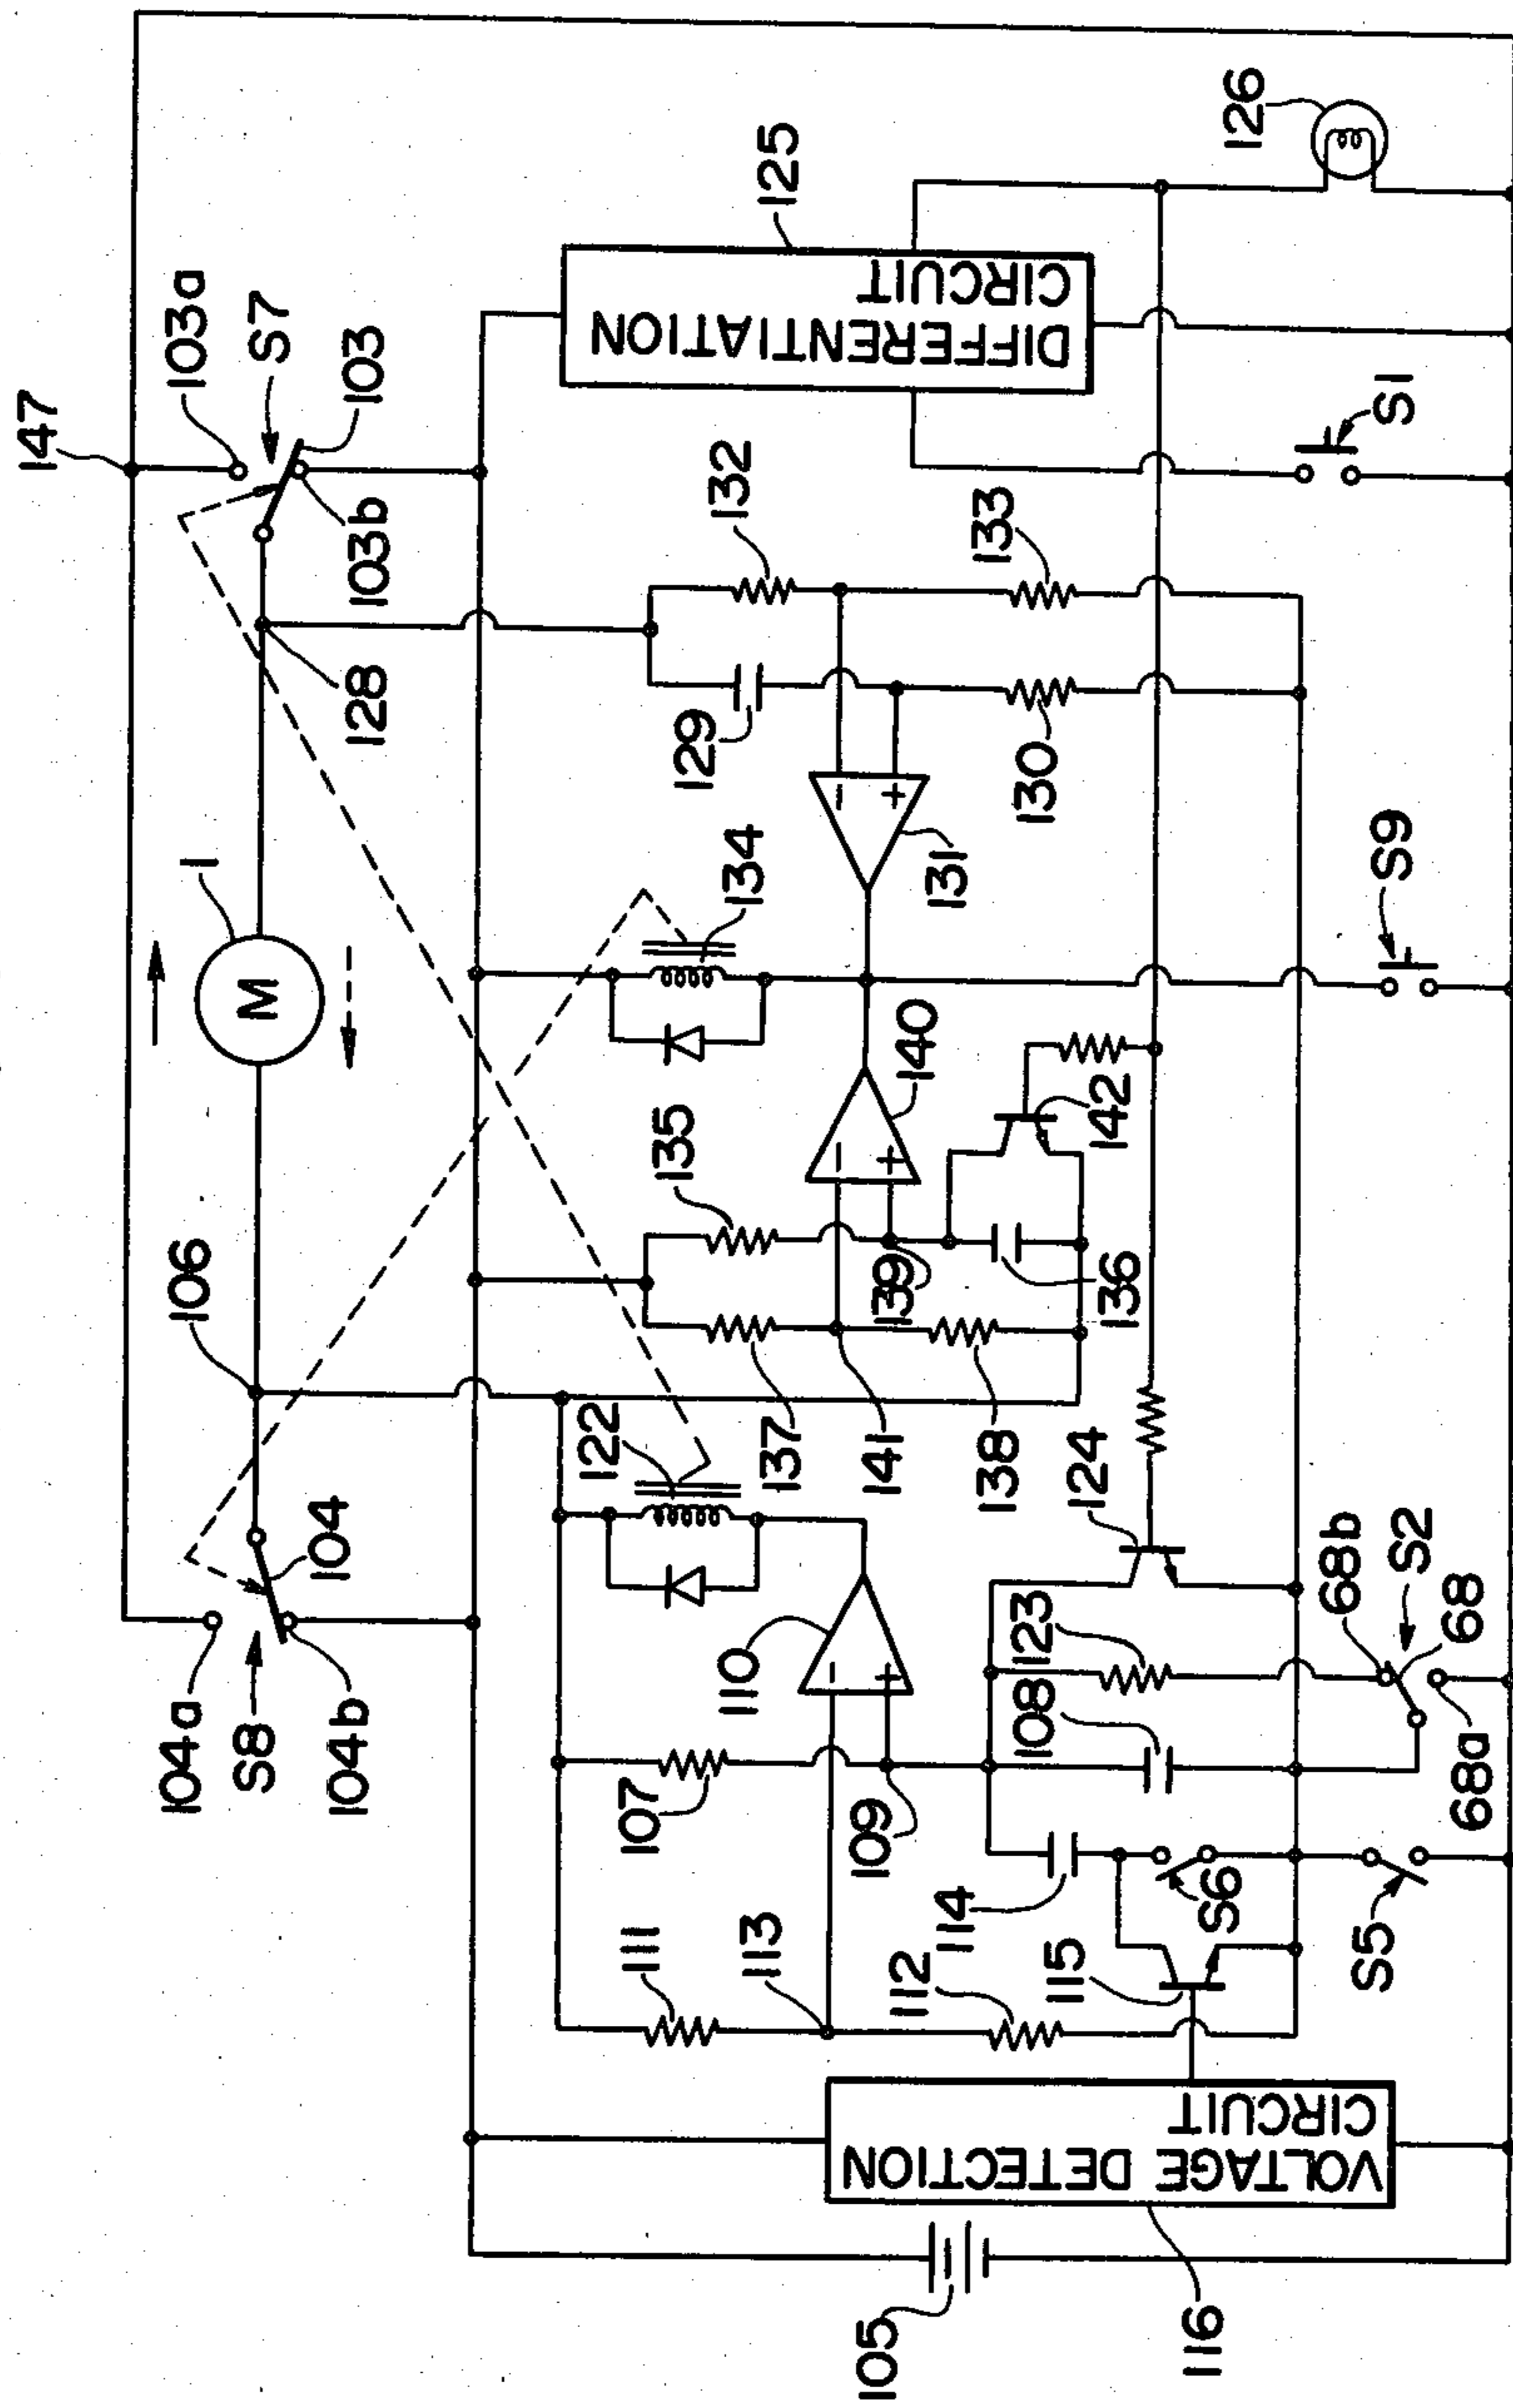 147
103a
S7
103
103b
128
1
M
106
104a
S8
104
104b
125
DIFFERENTIATION
CIRCUIT
126
132
133
129
130
131
134
S1
S9
135
140
142
139
136
137
141
138
122
124
110
123
108
107
109
68b
S2
68
68a
111
113
112
114
115
S6
S5
VOLTAGE DETECTION
CIRCUIT
105
116